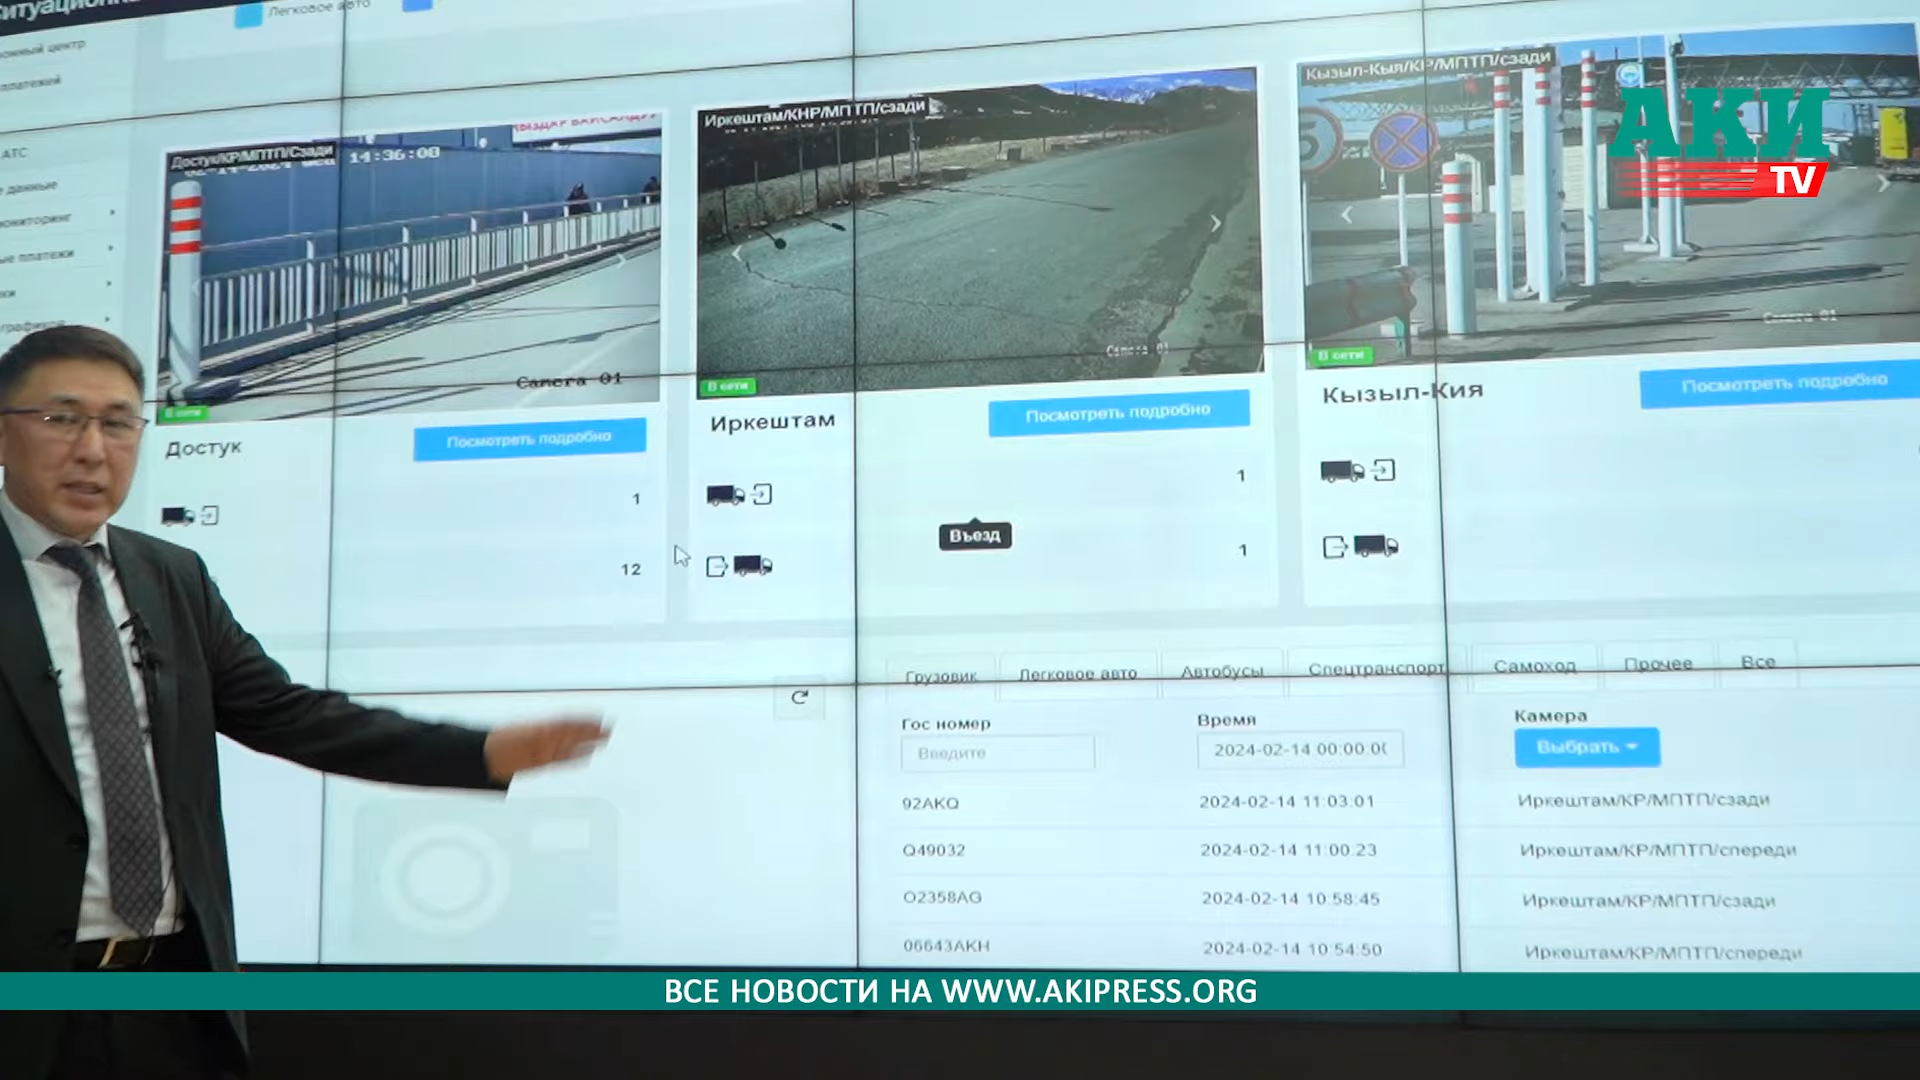 Легковое авто
АКИ
TV
Достук/КР/МПТП/Сзади
14:36:00
Camera 01
В сети
Достук
Посмотреть подробно
1
12
Иркештам/КНР/МПТП/сзади
Camera 01
В сети
Иркештам
Посмотреть подробно
1
Въезд
1
Кызыл-Кыя/КР/МПТП/сзади
Camera 01
В сети
Кызыл-Кия
Посмотреть подробно
АТС
данные
платежи
Грузовик Легковое авто Автобусы Спецтранспорт Самоход Прочее Все
Гос номер Время Камера
Введите 2024-02-14 00:00:00 Выбрать
92AKQ 2024-02-14 11:03:01 Иркештам/КР/МПТП/сзади
Q49032 2024-02-14 11:00:23 Иркештам/КР/МПТП/спереди
O2358AG 2024-02-14 10:58:45 Иркештам/КР/МПТП/сзади
06643AKH 2024-02-14 10:54:50 Иркештам/КР/МПТП/спереди
ВСЕ НОВОСТИ НА WWW.AKIPRESS.ORG